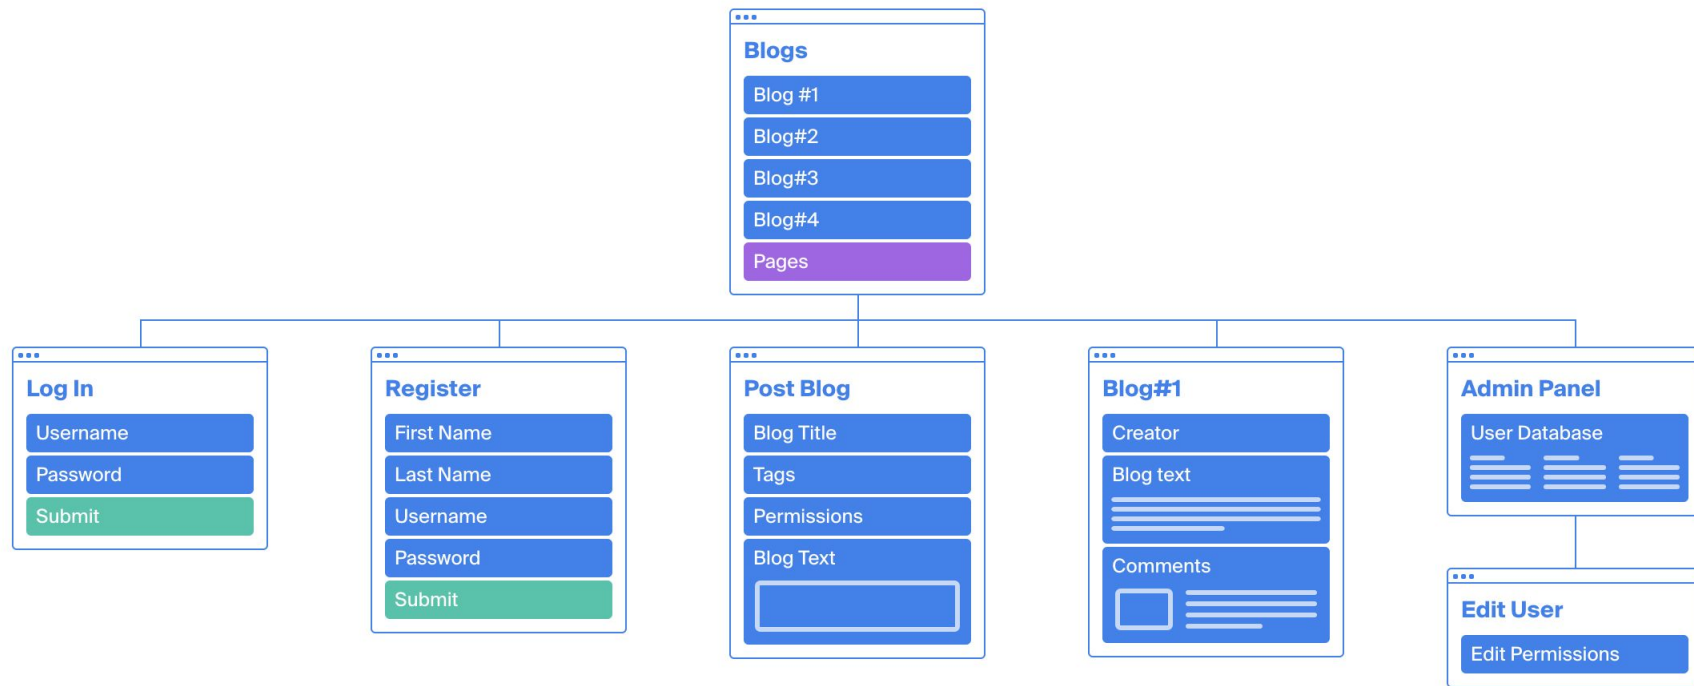 Blogs
Blog #1
Blog#2
Blog#3
Blog#4
Pages
Log In
Username
Password
Submit
Register
First Name
Last Name
Username
Password
Submit
Post Blog
Blog Title
Tags
Permissions
Blog Text
Blog#1
Creator
Blog text
Comments
Admin Panel
User Database
Edit User
Edit Permissions